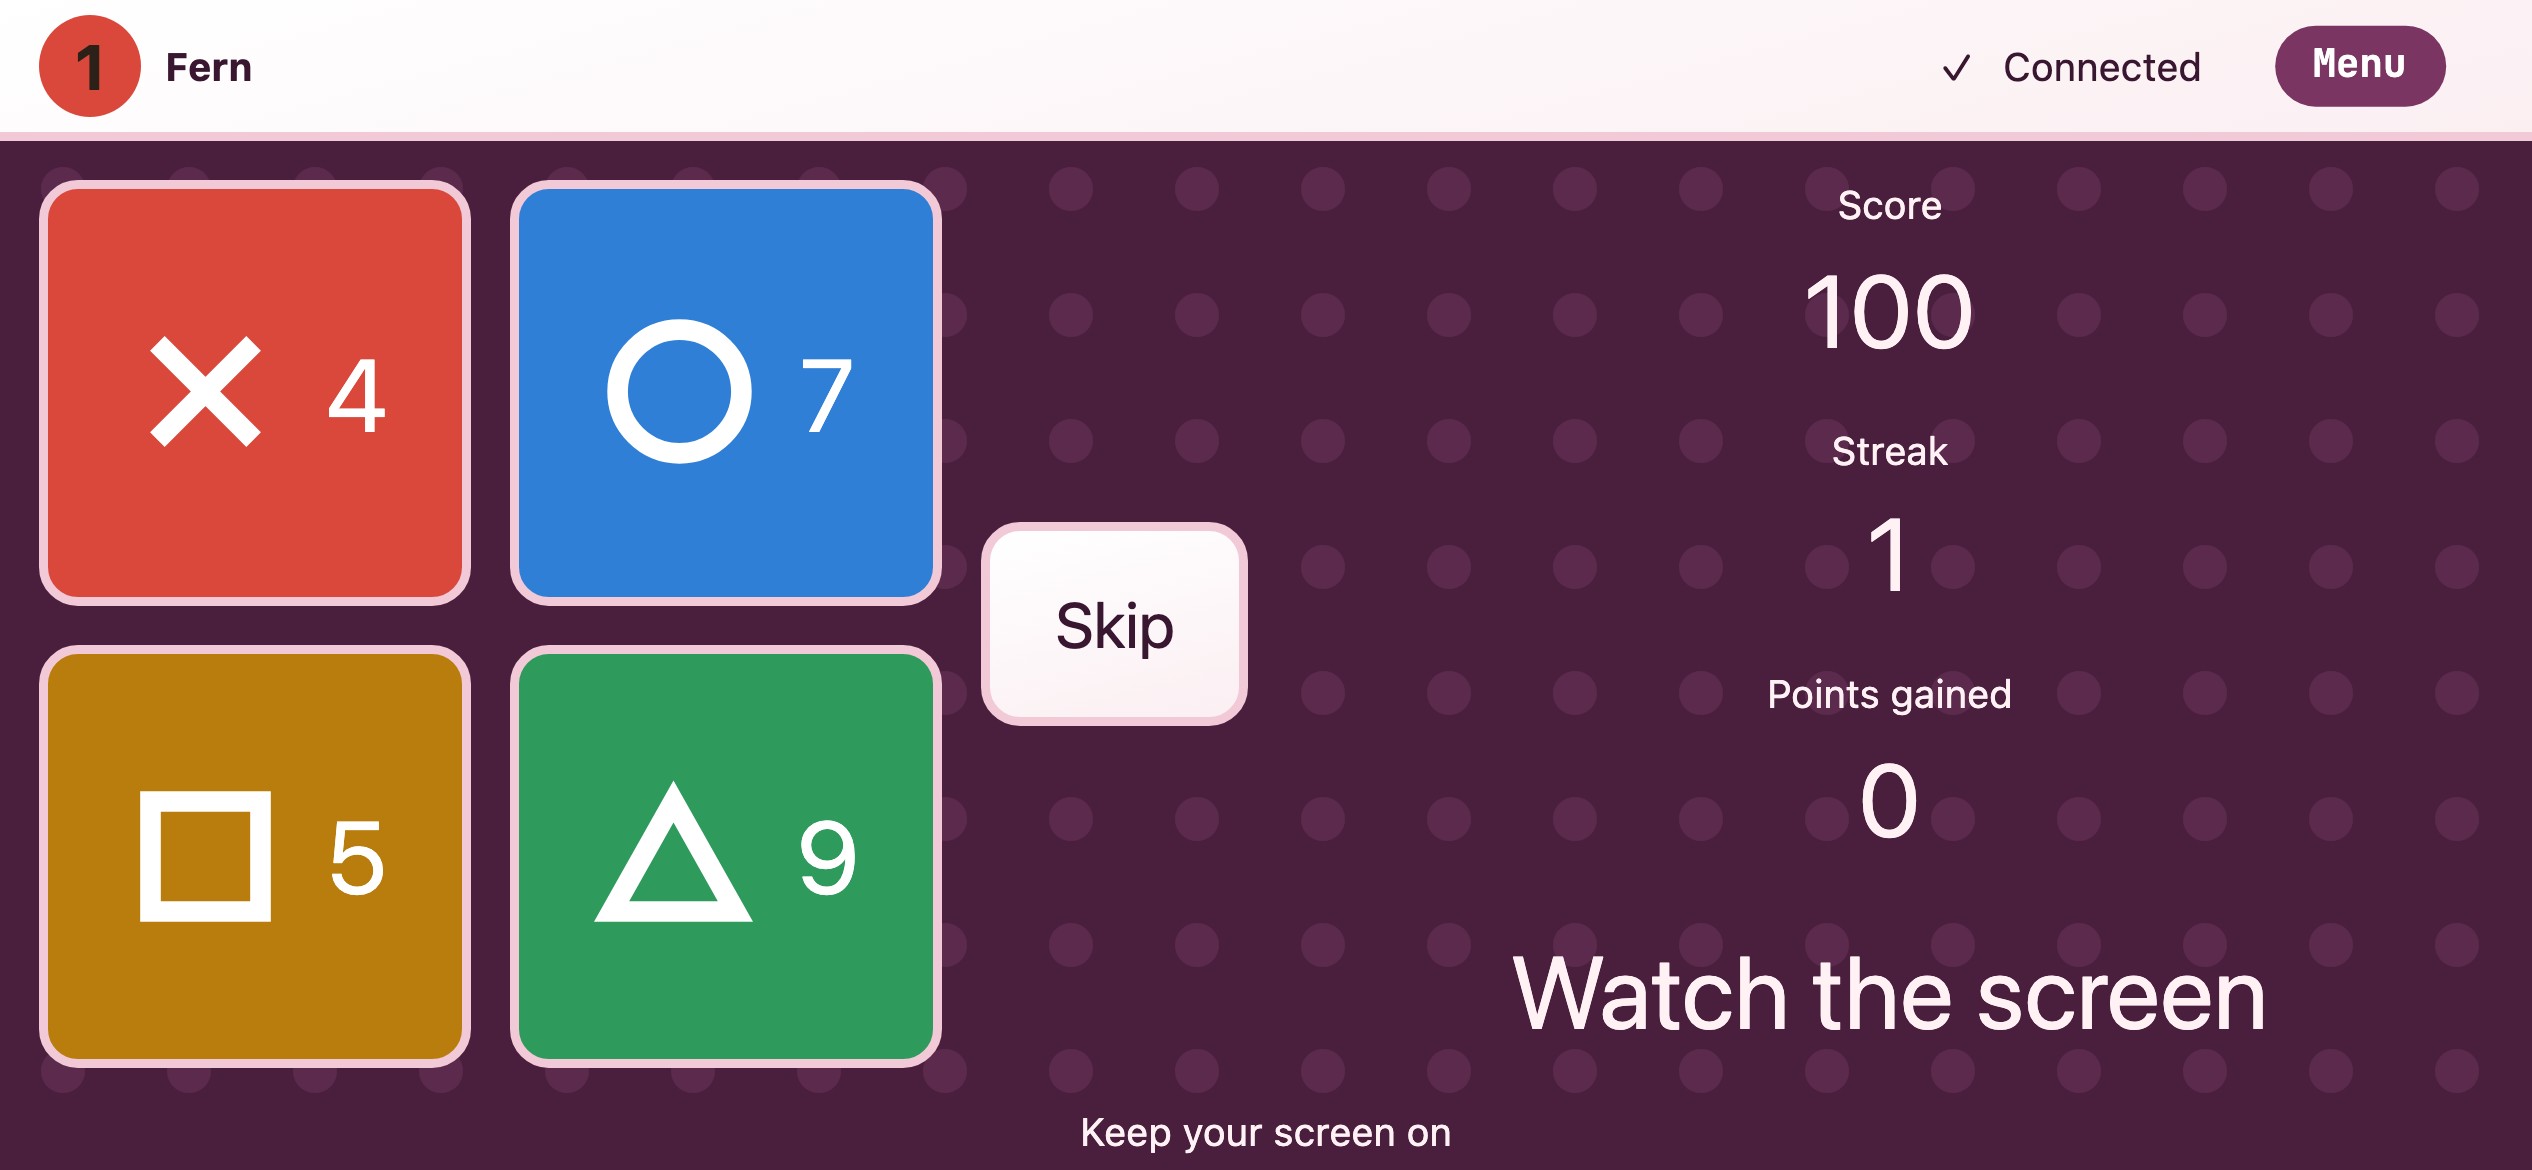 1 Fern
✓ Connected
Menu
4
7
5
9
Skip
Score
100
Streak
1
Points gained
0
Watch the screen
Keep your screen on